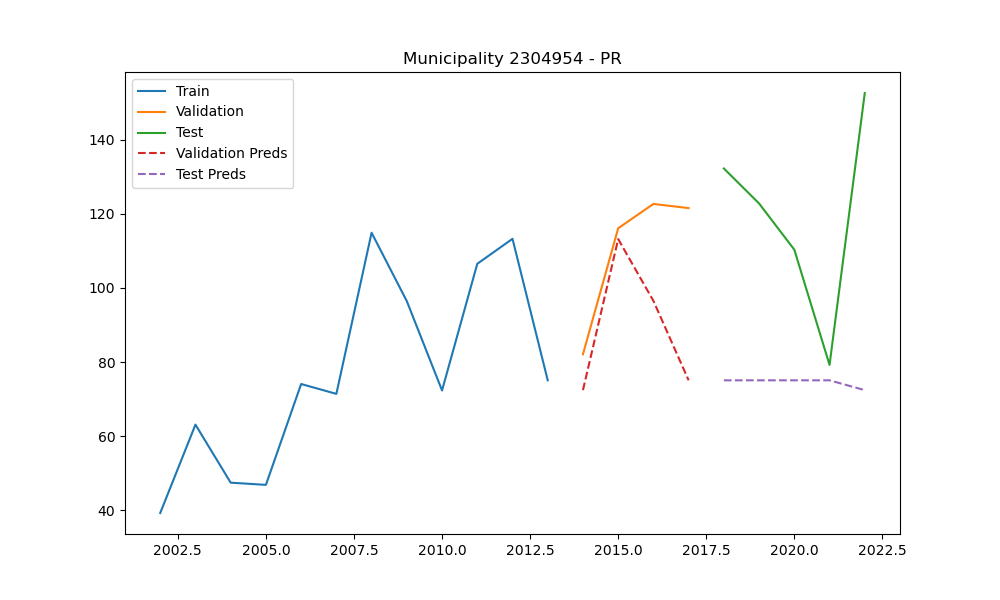 Municipality 2304954 - PR
Train
Validation
Test
Validation Preds
Test Preds
140
120
100
80
60
40
2002.5 2005.0 2007.5 2010.0 2012.5 2015.0 2017.5 2020.0 2022.5